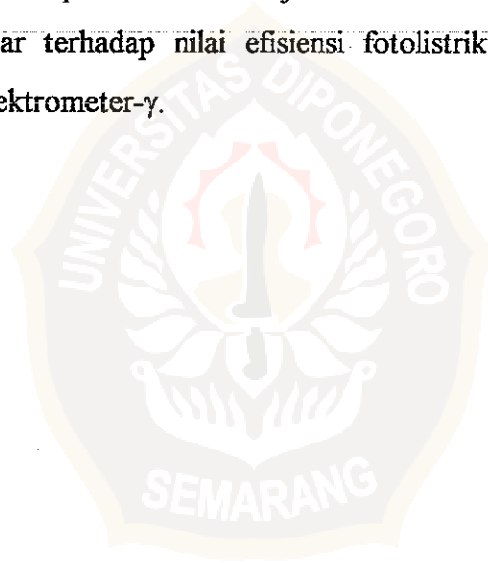 ar terhadap nilai efisiensi fotolistrik
ektrometer-γ.
UNIVERSITAS DIPONEGORO
SEMARANG